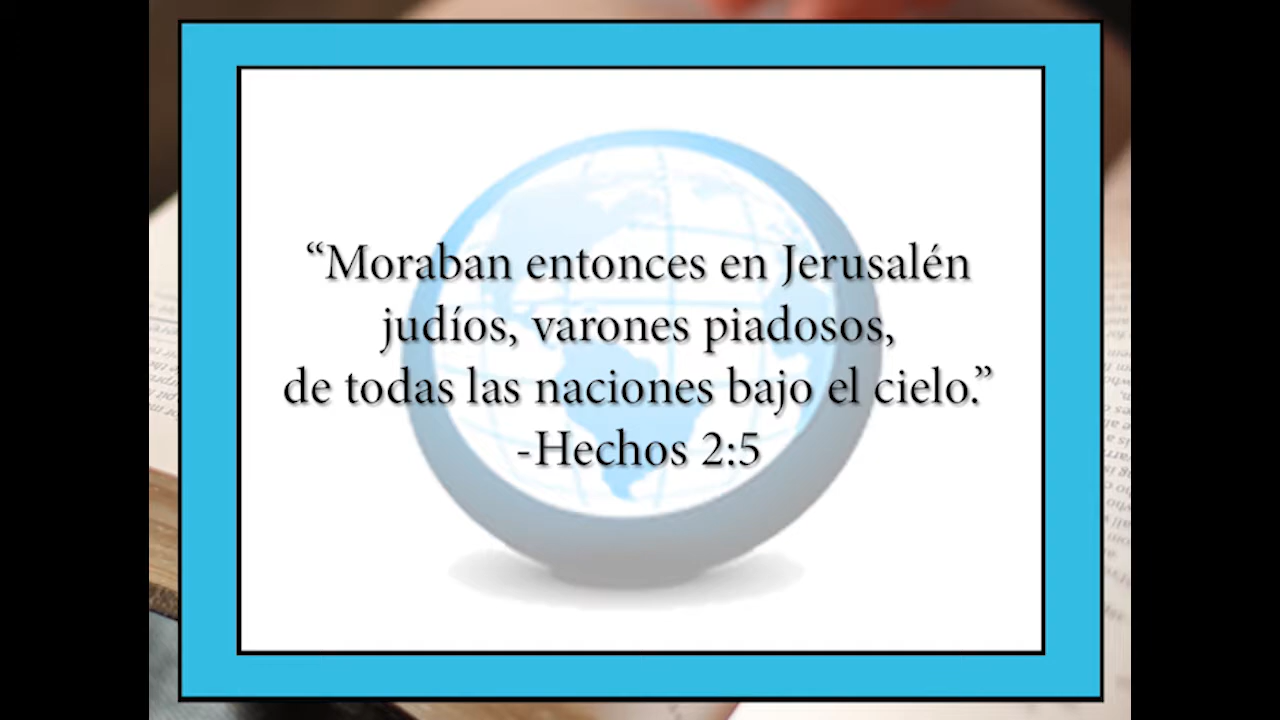 “Moraban entonces en Jerusalén
judíos, varones piadosos,
de todas las naciones bajo el cielo.”
-Hechos 2:5